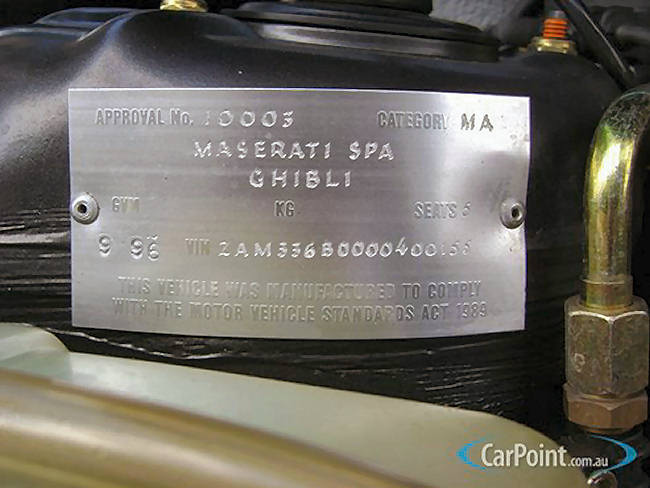 APPROVAL No. 10003 CATEGORY MA
MASERATI SPA
GHIBLI
GVM KG SEATS 5
9 96 VIN ZAM336B0000400155
THIS VEHICLE WAS MANUFACTURED TO COMPLY
WITH THE MOTOR VEHICLE STANDARDS ACT 1989
CarPoint.com.au